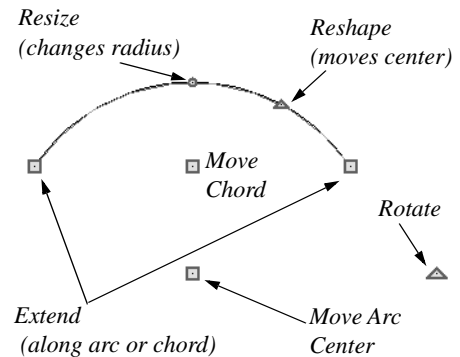 Resize
(changes radius)
Reshape
(moves center)
Move
Chord
Rotate
Extend
(along arc or chord)
Move Arc
Center